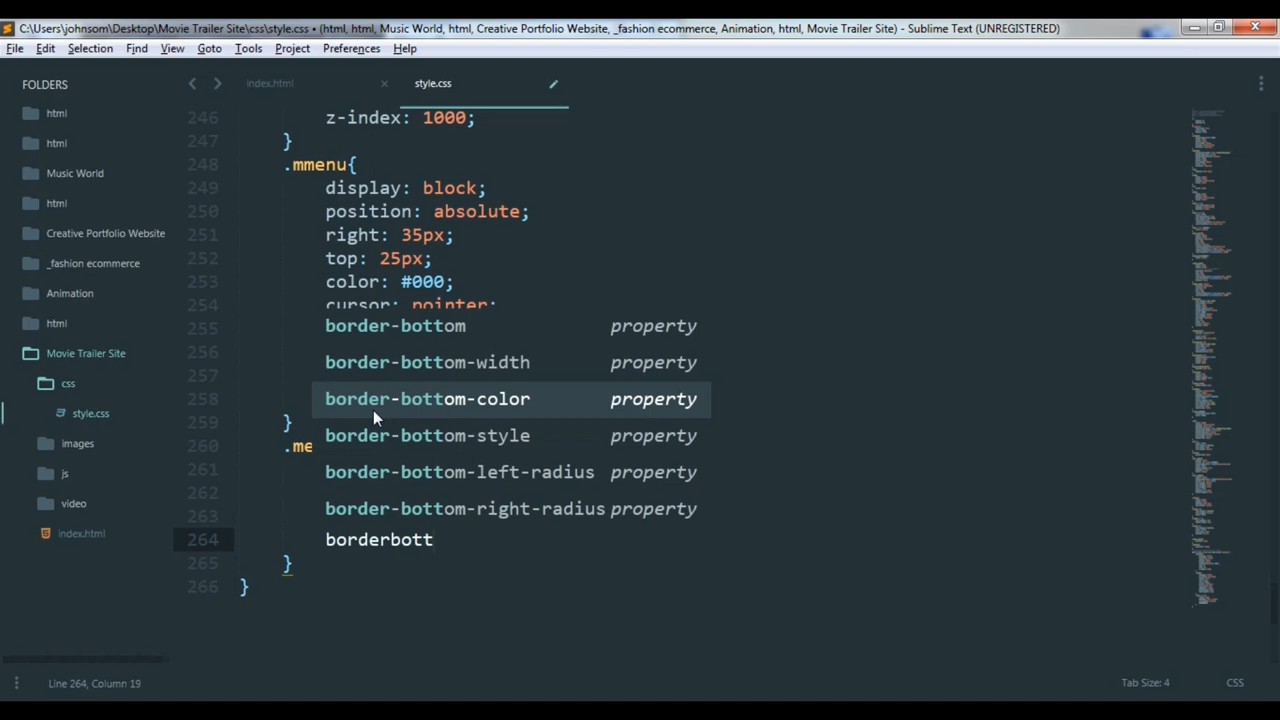 C:\Users\johnsom\Desktop\Movie Trailer Site\css\style.css • (html, html, Music World, html, Creative Portfolio Website, _fashion ecommerce, Animation, html, Movie Trailer Site) - Sublime Text (UNREGISTERED)
File Edit Selection Find View Goto Tools Project Preferences Help
FOLDERS
html
html
Music World
html
Creative Portfolio Website
_fashion ecommerce
Animation
html
Movie Trailer Site
css
style.css
images
js
video
index.html
index.html
style.css
246 z-index: 1000;
247 }
248 .mmenu{
249 display: block;
250 position: absolute;
251 right: 35px;
252 top: 25px;
253 color: #000;
254 cursor: pointer;
255 border-bottom property
256 border-bottom-width property
257
258 border-bottom-color property
259 }
border-bottom-style property
260 .me
261 border-bottom-left-radius property
262
263 border-bottom-right-radius property
264 borderbott
265 }
266 }
Line 264, Column 19
Tab Size: 4
CSS